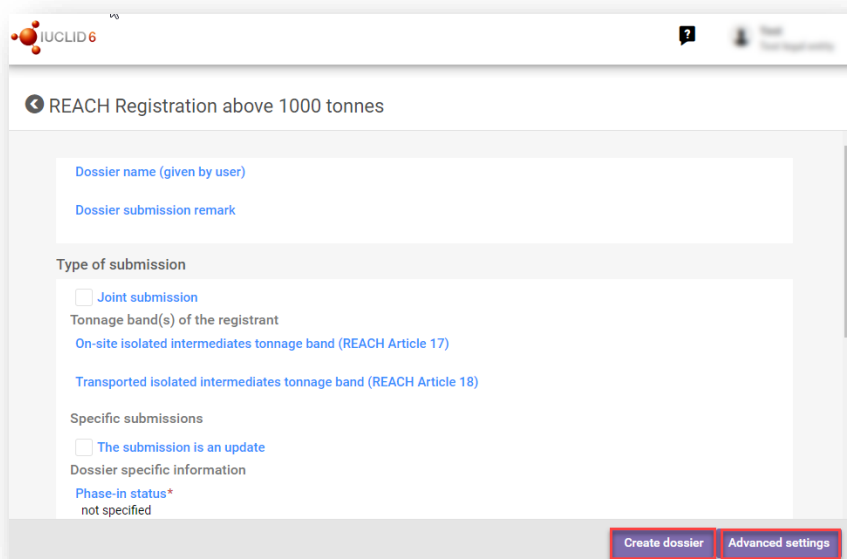 IUCLID 6
?
REACH Registration above 1000 tonnes
Dossier name (given by user)
Dossier submission remark
Type of submission
Joint submission
Tonnage band(s) of the registrant
On-site isolated intermediates tonnage band (REACH Article 17)
Transported isolated intermediates tonnage band (REACH Article 18)
Specific submissions
The submission is an update
Dossier specific information
Phase-in status*
not specified
Create dossier Advanced settings